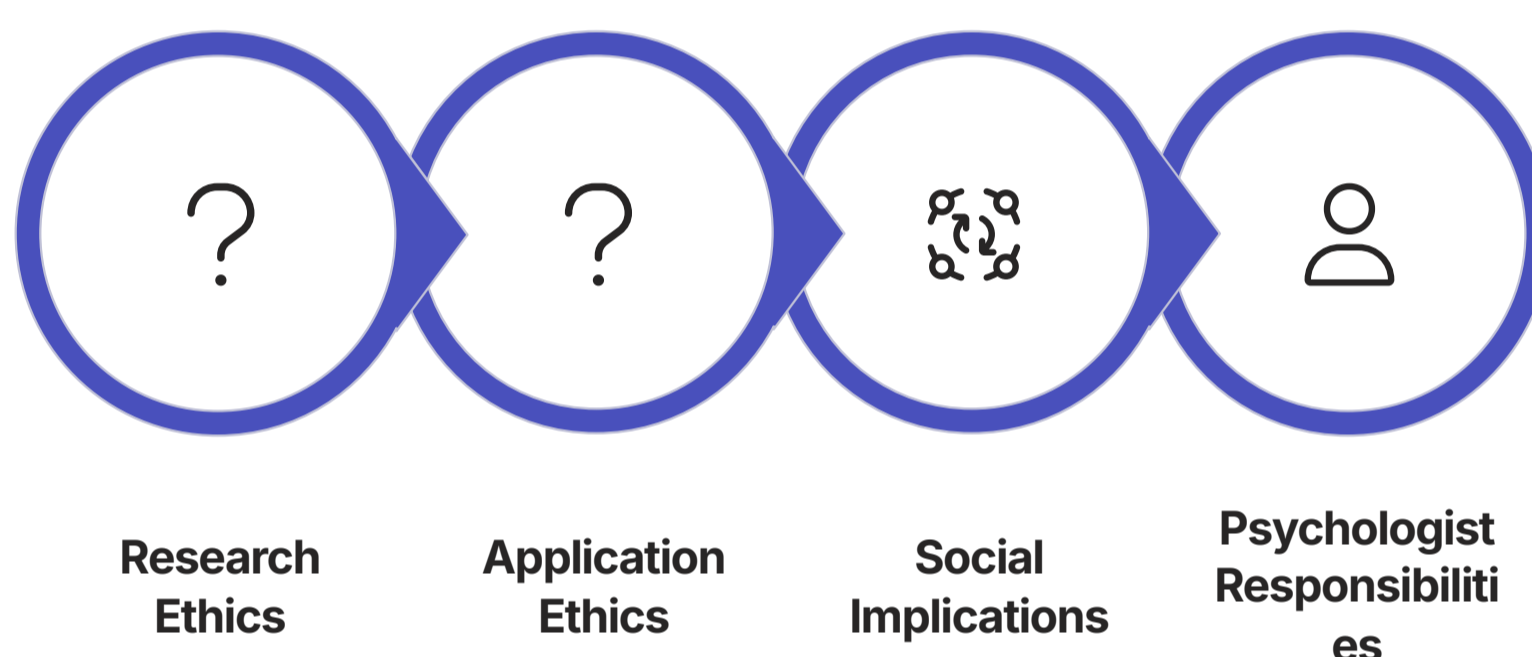 Research
Ethics
Application
Ethics
Social
Implications
Psychologist
Responsibiliti
es